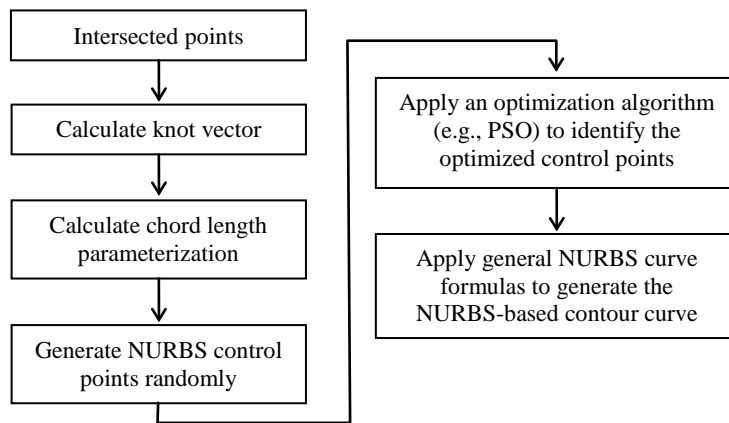 Intersected points
Calculate knot vector
Calculate chord length
parameterization
Generate NURBS control
points randomly
Apply an optimization algorithm
(e.g., PSO) to identify the
optimized control points
Apply general NURBS curve
formulas to generate the
NURBS-based contour curve